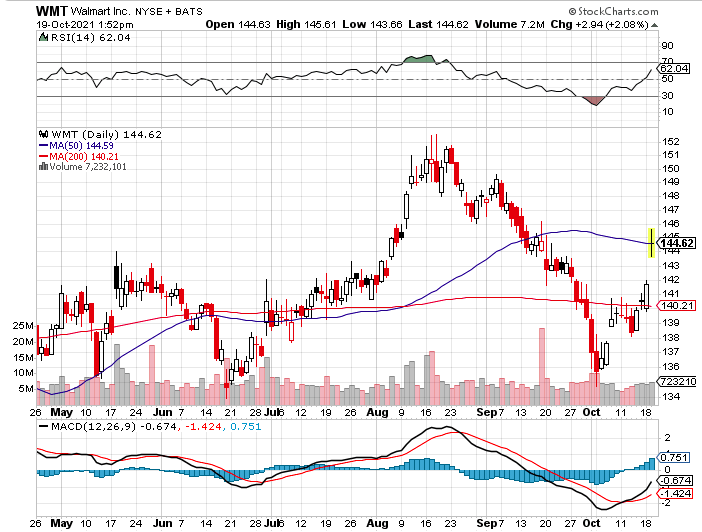 WMT Walmart Inc. NYSE + BATS © StockCharts.com
19-Oct-2021 1:52pm Open 144.63 High 145.61 Low 143.66 Last 144.62 Volume 7.2M Chg +2.94 (+2.08%)
RSI(14) 62.04
90
70
62.04
50
30
10
WMT (Daily) 144.62
MA(50) 144.59
MA(200) 140.21
Volume 7,232,101
152
151
150
149
148
147
146
145
144.62
143
142
141
140.21
139
138
137
136
135
723210
134
25M
20M
15M
10M
5M
26 May 10 17 24 Jun 7 14 21 28 Jul 6 12 19 26 Aug 9 16 23 Sep 7 13 20 27 Oct 11 18
MACD(12,26,9) -0.674, -1.424, 0.751
2
1
0.751
0
-0.674
-1.424
-2
26 May 10 17 24 Jun 7 14 21 28 Jul 6 12 19 26 Aug 9 16 23 Sep 7 13 20 27 Oct 11 18